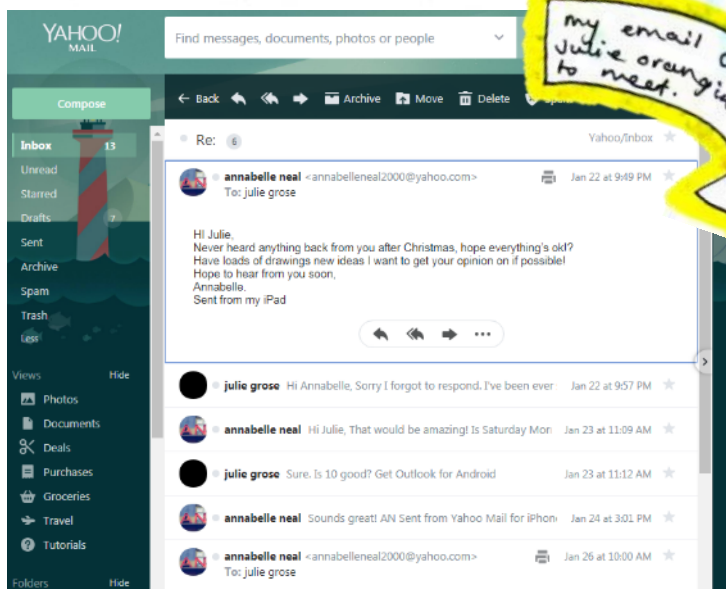 YAHOO!
MAIL
Find messages, documents, photos or people
my email
Julie
to meet.
Compose
Back Archive Move Delete
Inbox 13
Re: 6 Yahoo/Inbox
Unread
annabelle neal <annabelleneal2000@yahoo.com> Jan 22 at 9:49 PM
To: julie grose
Starred
Drafts 7
Sent
Archive
Spam
Trash
Less
HI Julie,
Never heard anything back from you after Christmas, hope everything's ok!?
Have loads of drawings new ideas I want to get your opinion on if possible!
Hope to hear from you soon,
Annabelle.
Sent from my iPad
Views Hide
Photos
Documents
Deals
Purchases
Groceries
Travel
Tutorials
Folders Hide
julie grose Hi Annabelle, Sorry I forgot to respond. I've been ever Jan 22 at 9:57 PM
annabelle neal Hi Julie, That would be amazing! Is Saturday Mor Jan 23 at 11:09 AM
julie grose Sure. Is 10 good? Get Outlook for Android Jan 23 at 11:12 AM
annabelle neal Sounds great! AN Sent from Yahoo Mail for iPhon Jan 24 at 3:01 PM
annabelle neal <annabelleneal2000@yahoo.com> Jan 26 at 10:00 AM
To: julie grose